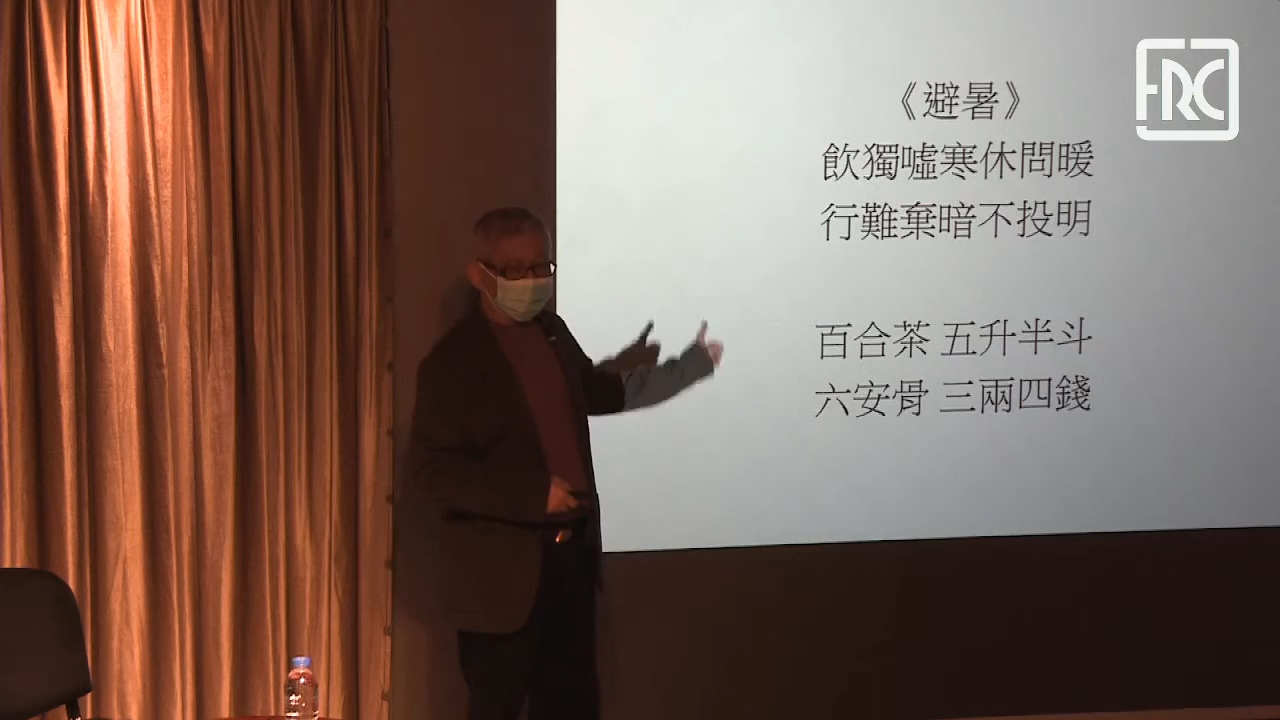 《避暑》
飲獨噓寒休問暖
行難棄暗不投明
百合茶 五升半斗
六安骨 三兩四錢
FRC